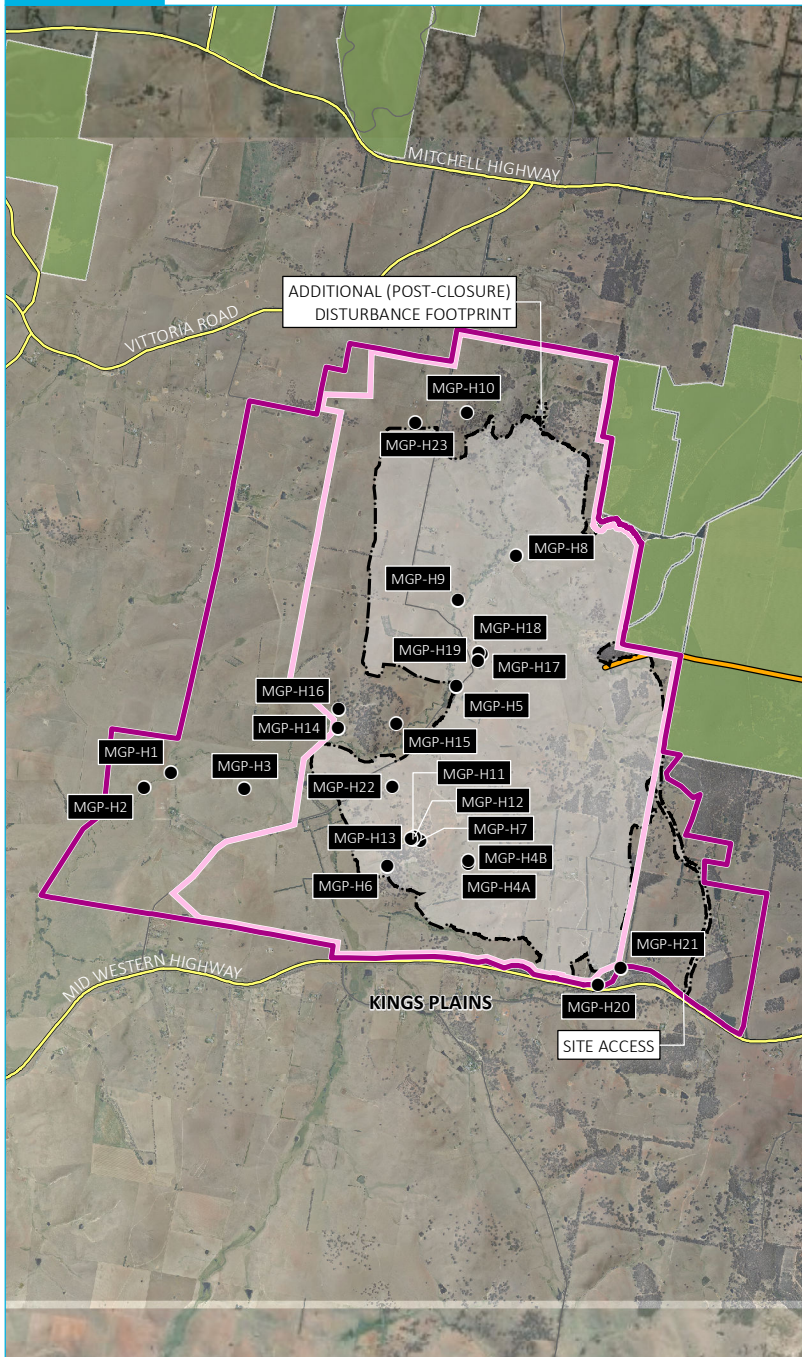 MITCHELL HIGHWAY
ADDITIONAL (POST-CLOSURE)
DISTURBANCE FOOTPRINT
VITTORIA ROAD
MGP-H10
MGP-H23
MGP-H8
MGP-H9
MGP-H18
MGP-H19
MGP-H17
MGP-H16
MGP-H5
MGP-H14
MGP-H15
MGP-H1
MGP-H3
MGP-H11
MGP-H2
MGP-H22
MGP-H12
MGP-H13
MGP-H7
MGP-H4B
MGP-H6
MGP-H4A
MGP-H21
MID WESTERN HIGHWAY
KINGS PLAINS
MGP-H20
SITE ACCESS